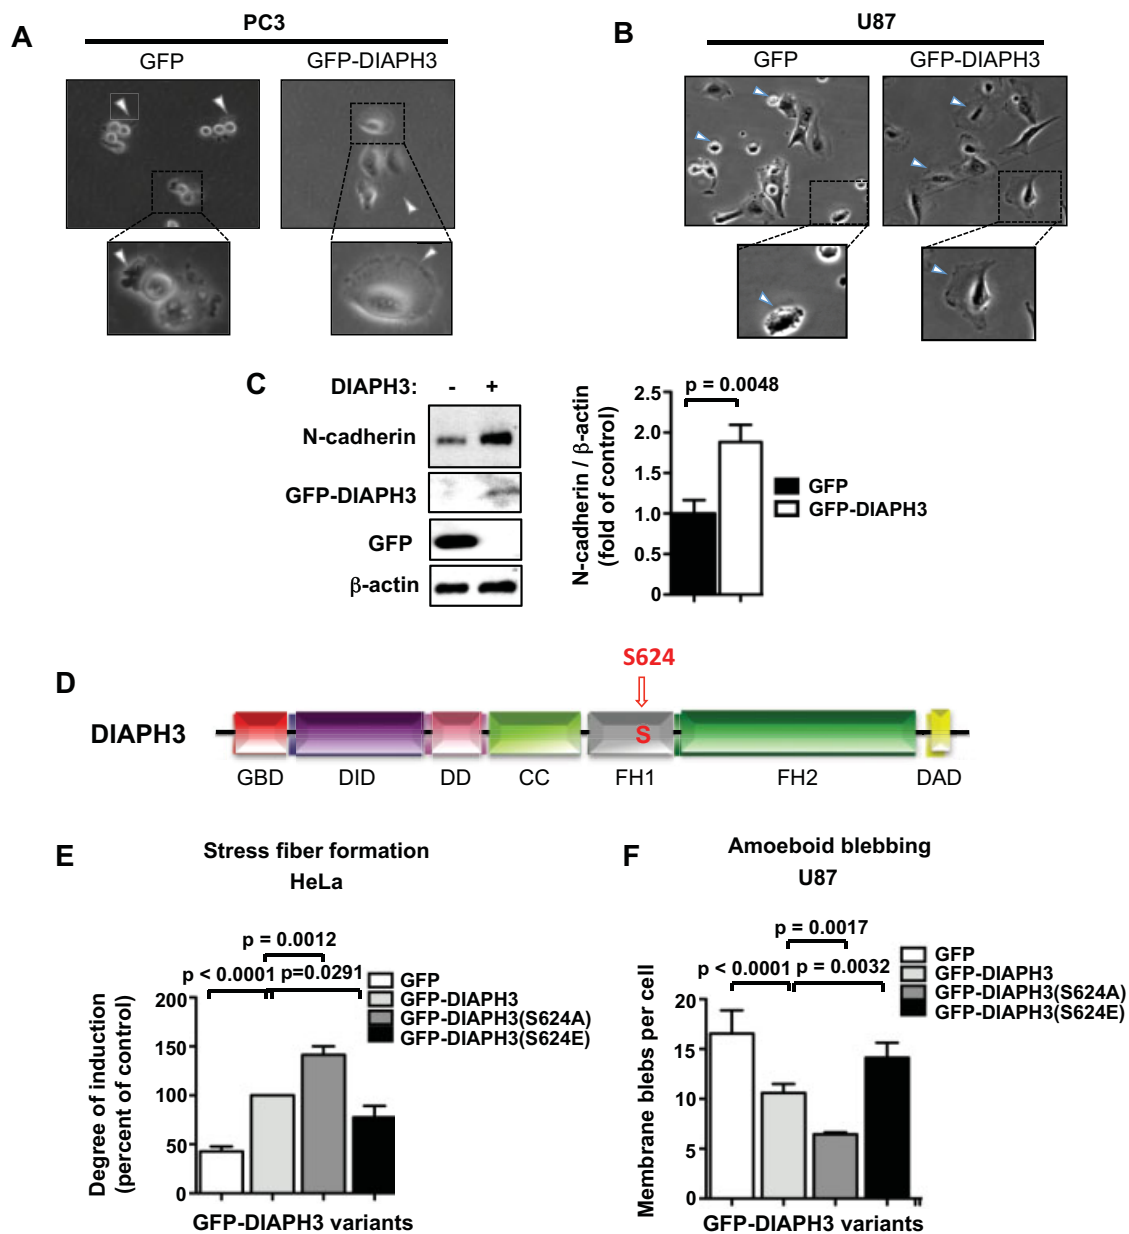 A
PC3
GFP
GFP-DIAPH3
B
U87
GFP
GFP-DIAPH3
C
DIAPH3: - +
N-cadherin
GFP-DIAPH3
GFP
β-actin
N-cadherin / β-actin
(fold of control)
p = 0.0048
2.5
2.0
1.5
1.0
0.5
0
GFP
GFP-DIAPH3
D
S624
DIAPH3
S
GBD DID DD CC FH1 FH2 DAD
E
Stress fiber formation
HeLa
p = 0.0012
p < 0.0001 p=0.0291
GFP
GFP-DIAPH3
GFP-DIAPH3(S624A)
GFP-DIAPH3(S624E)
Degree of induction
(percent of control)
200
150
100
50
0
GFP-DIAPH3 variants
F
Amoeboid blebbing
U87
p = 0.0017
p < 0.0001 p = 0.0032
GFP
GFP-DIAPH3
GFP-DIAPH3(S624A)
GFP-DIAPH3(S624E)
Membrane blebs per cell
20
15
10
5
0
GFP-DIAPH3 variants